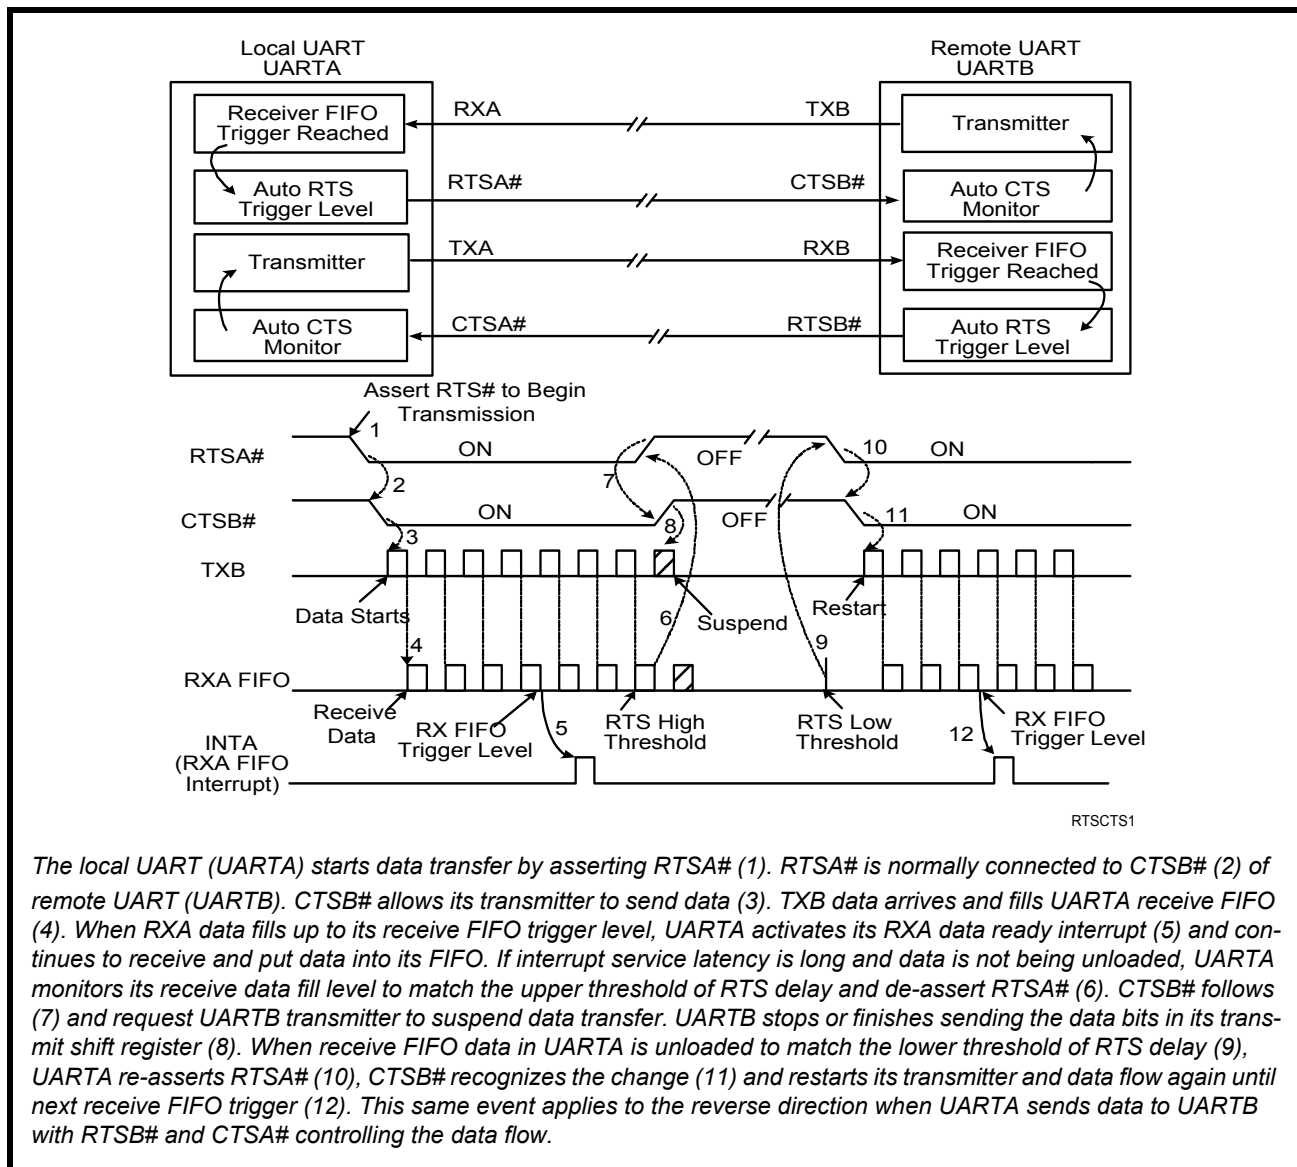 Local UART
UARTA
Remote UART
UARTB
Receiver FIFO
Trigger Reached
RXA
TXB
Transmitter
Auto RTS
Trigger Level
RTSA#
CTSB#
Auto CTS
Monitor
Transmitter
TXA
RXB
Receiver FIFO
Trigger Reached
Auto CTS
Monitor
CTSA#
RTSB#
Auto RTS
Trigger Level
Assert RTS# to Begin
Transmission
RTSA#
1
ON
7
OFF
10
ON
CTSB#
2
ON
8
OFF
11
ON
TXB
3
Data Starts
6
Suspend
Restart
4
9
RXA FIFO
Receive
Data
RX FIFO
Trigger Level
5
RTS High
Threshold
RTS Low
Threshold
12
RX FIFO
Trigger Level
INTA
(RXA FIFO
Interrupt)
RTSCTS1
The local UART (UARTA) starts data transfer by asserting RTSA# (1). RTSA# is normally connected to CTSB# (2) of
remote UART (UARTB). CTSB# allows its transmitter to send data (3). TXB data arrives and fills UARTA receive FIFO
(4). When RXA data fills up to its receive FIFO trigger level, UARTA activates its RXA data ready interrupt (5) and con-
tinues to receive and put data into its FIFO. If interrupt service latency is long and data is not being unloaded, UARTA
monitors its receive data fill level to match the upper threshold of RTS delay and de-assert RTSA# (6). CTSB# follows
(7) and request UARTB transmitter to suspend data transfer. UARTB stops or finishes sending the data bits in its trans-
mit shift register (8). When receive FIFO data in UARTA is unloaded to match the lower threshold of RTS delay (9),
UARTA re-asserts RTSA# (10), CTSB# recognizes the change (11) and restarts its transmitter and data flow again until
next receive FIFO trigger (12). This same event applies to the reverse direction when UARTA sends data to UARTB
with RTSB# and CTSA# controlling the data flow.